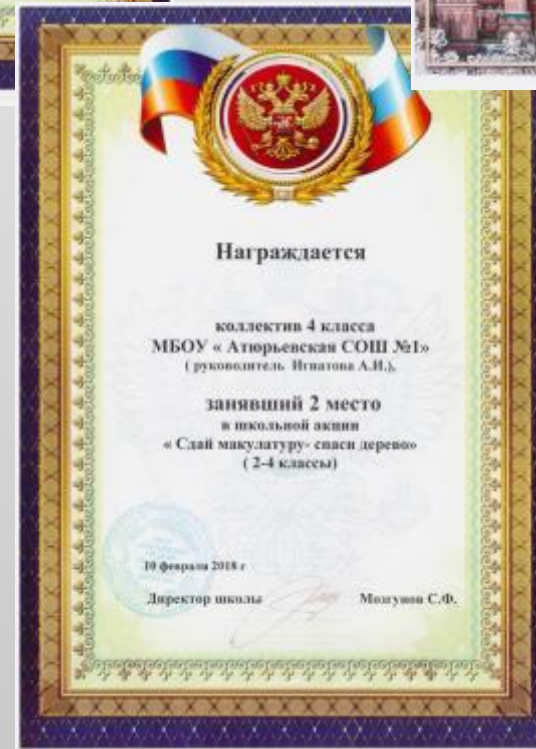 Награждается
коллектив 4 класса
МБОУ « Атюрьевская СОШ №1»
( руководитель Игнатова А.И.),
занявший 2 место
в школьной акции
« Сдай макулатуру- спаси дерево»
( 2-4 классы)
10 февраля 2018 г
Директор школы Мозгунов С.Ф.